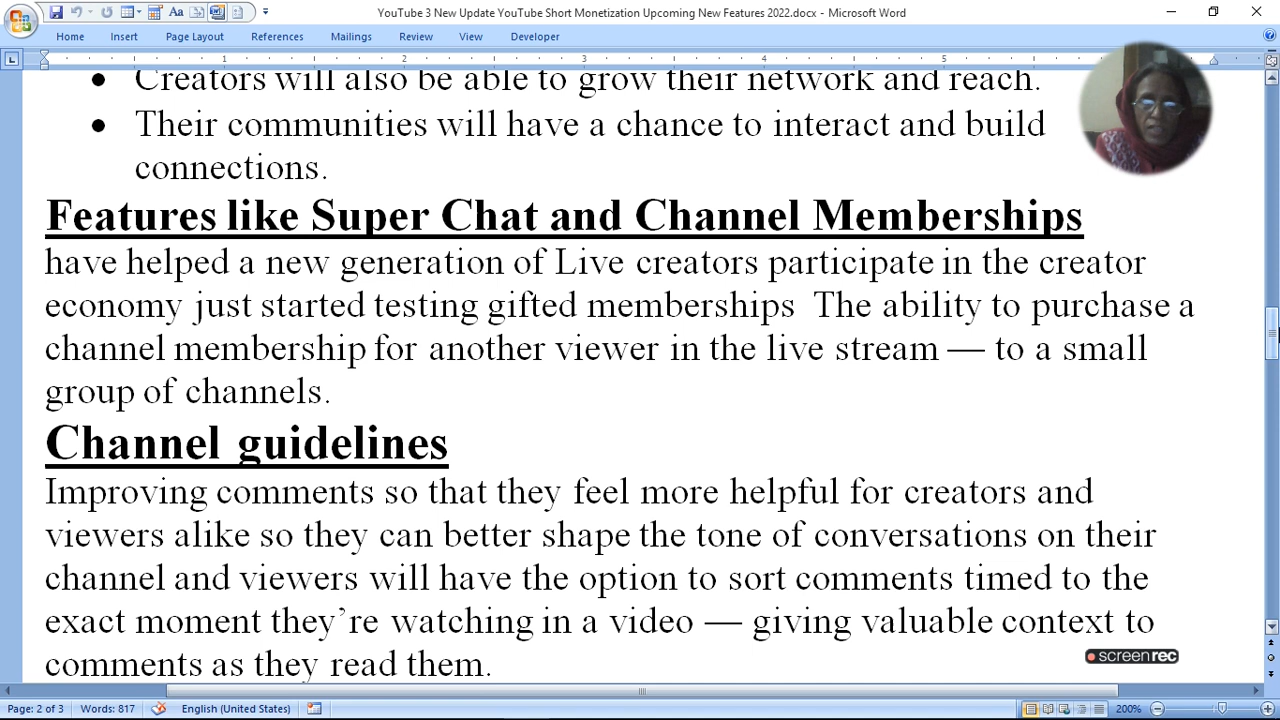 YouTube 3 New Update YouTube Short Monetization Upcoming New Features 2022.docx - Microsoft Word
Home Insert Page Layout References Mailings Review View Developer
1 2 3 4 5
• Creators will also be able to grow their network and reach.
• Their communities will have a chance to interact and build
connections.
Features like Super Chat and Channel Memberships
have helped a new generation of Live creators participate in the creator
economy just started testing gifted memberships The ability to purchase a
channel membership for another viewer in the live stream — to a small
group of channels.
Channel guidelines
Improving comments so that they feel more helpful for creators and
viewers alike so they can better shape the tone of conversations on their
channel and viewers will have the option to sort comments timed to the
exact moment they’re watching in a video — giving valuable context to
comments as they read them.
screenrec
Page: 2 of 3 Words: 817 English (United States) 200%